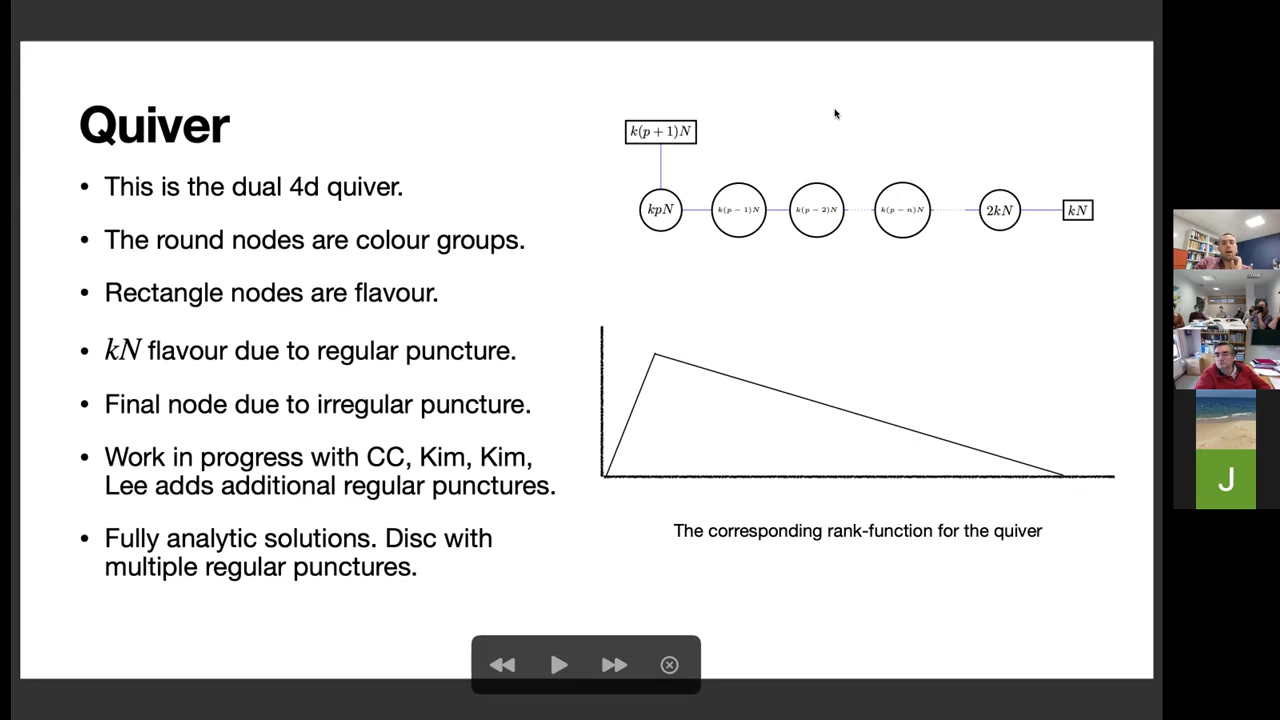 Quiver
• This is the dual 4d quiver.
• The round nodes are colour groups.
• Rectangle nodes are flavour.
• kN flavour due to regular puncture.
• Final node due to irregular puncture.
• Work in progress with CC, Kim, Kim,
Lee adds additional regular punctures.
• Fully analytic solutions. Disc with
multiple regular punctures.
k(p + 1)N
kpN k(p − 1)N k(p − 2)N k(p − n)N 2kN kN
The corresponding rank-function for the quiver
J